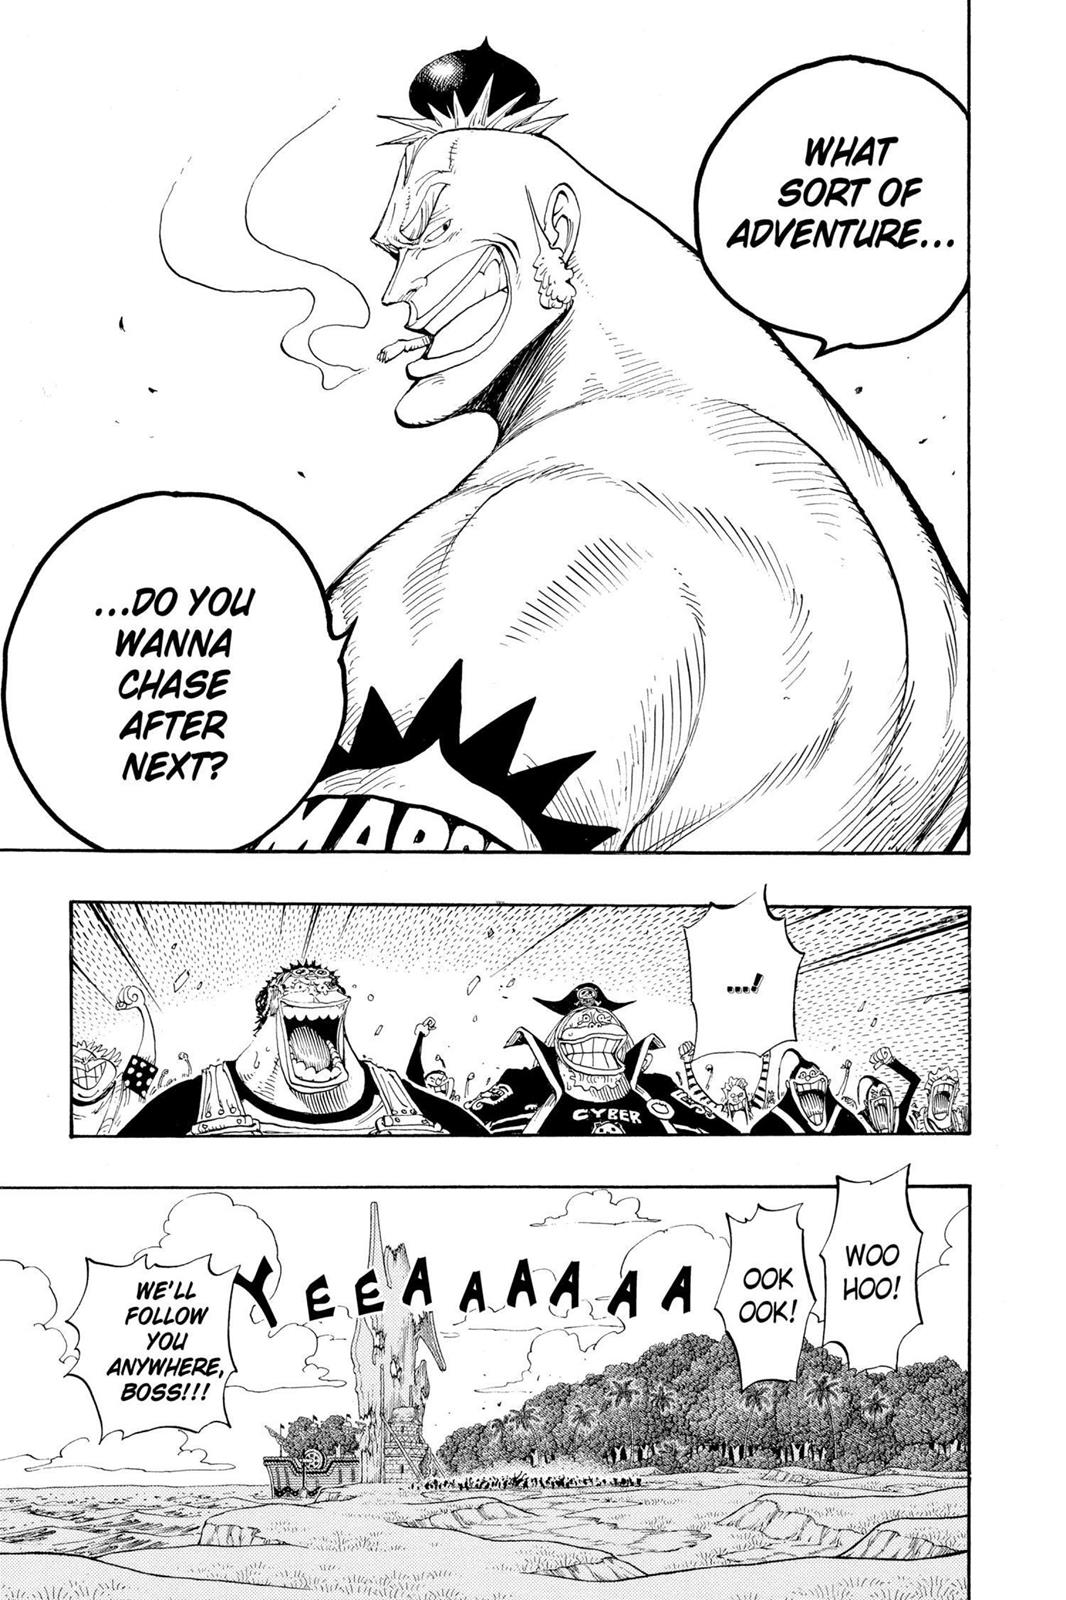 WHAT
SORT OF
ADVENTURE...
...DO YOU
WANNA
CHASE
AFTER
NEXT?
...!
CYBER
WOO
HOO!
OOK
OOK!
YEEAAAAAA
WE'LL
FOLLOW
YOU
ANYWHERE,
BOSS!!!